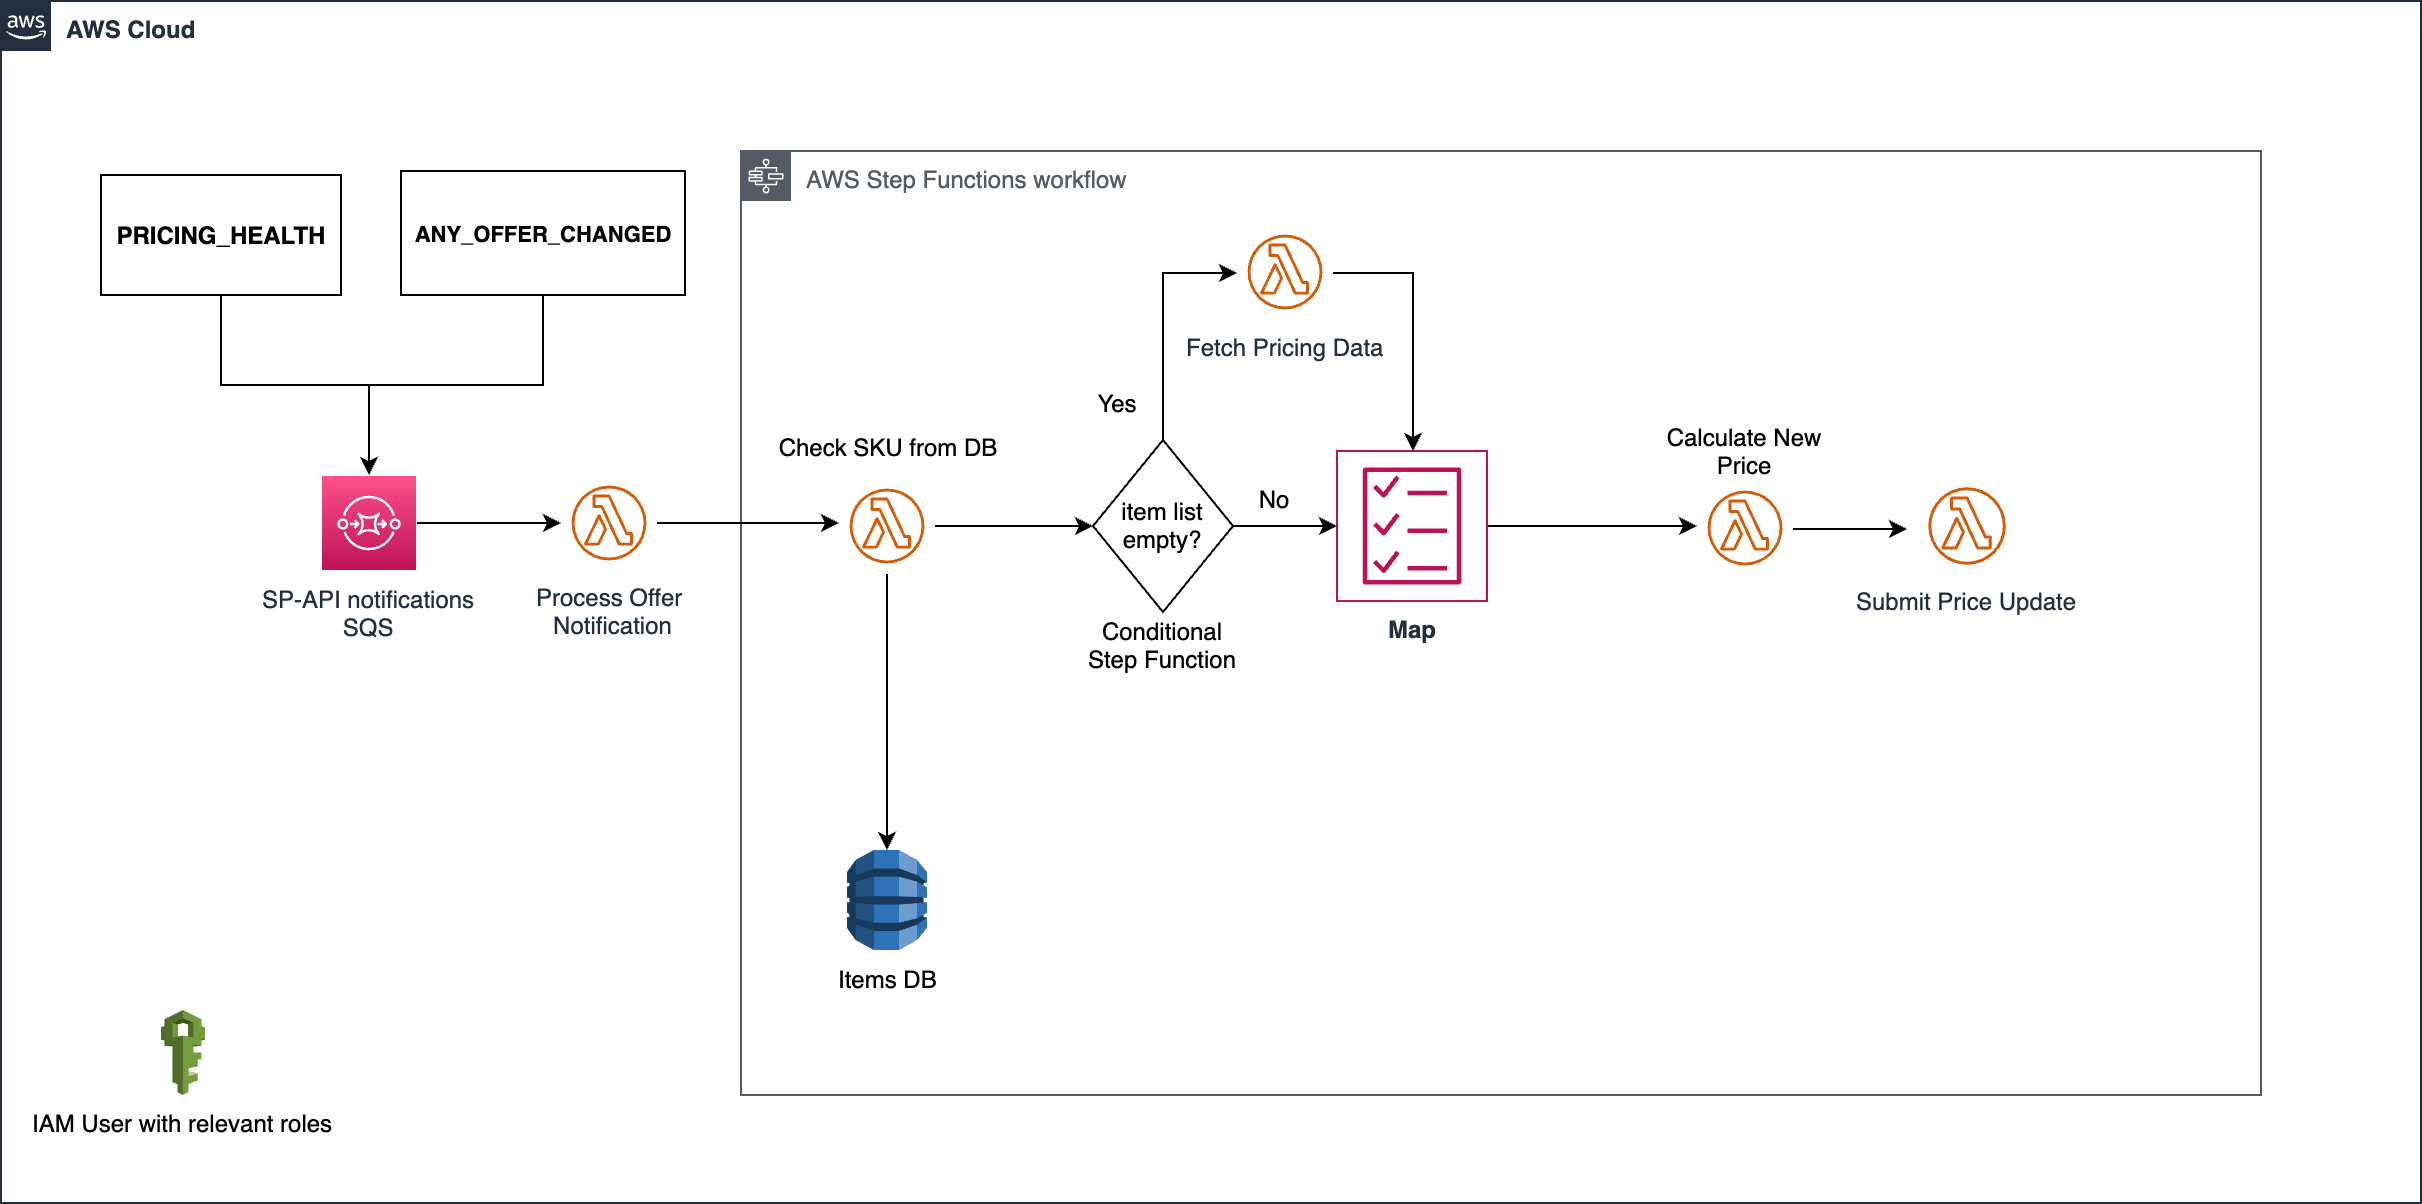 aws
AWS Cloud
PRICING_HEALTH
ANY_OFFER_CHANGED
AWS Step Functions workflow
Fetch Pricing Data
Yes
Check SKU from DB
Calculate New
Price
item list
empty?
No
SP-API notifications
SQS
Process Offer
Notification
Conditional
Step Function
Map
Submit Price Update
Items DB
IAM User with relevant roles